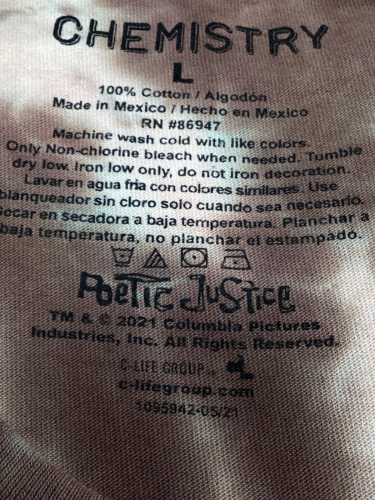 CHEMISTRY
L
100% Cotton / Algodón
Made in Mexico / Hecho en Mexico
RN #86947
Machine wash cold with like colors.
Only Non-chlorine bleach when needed. Tumble
dry low. Iron low only, do not iron decoration.
Lavar en agua fria con colores similares. Use
blanqueador sin cloro solo cuando sea necesario.
Secar en secadora a baja temperatura. Planchar a
baja temperatura, no planchar el estampado.
Poetic Justice
TM & © 2021 Columbia Pictures
Industries, Inc. All Rights Reserved.
C-LIFE GROUP
c-lifegroup.com
1095942-05/21